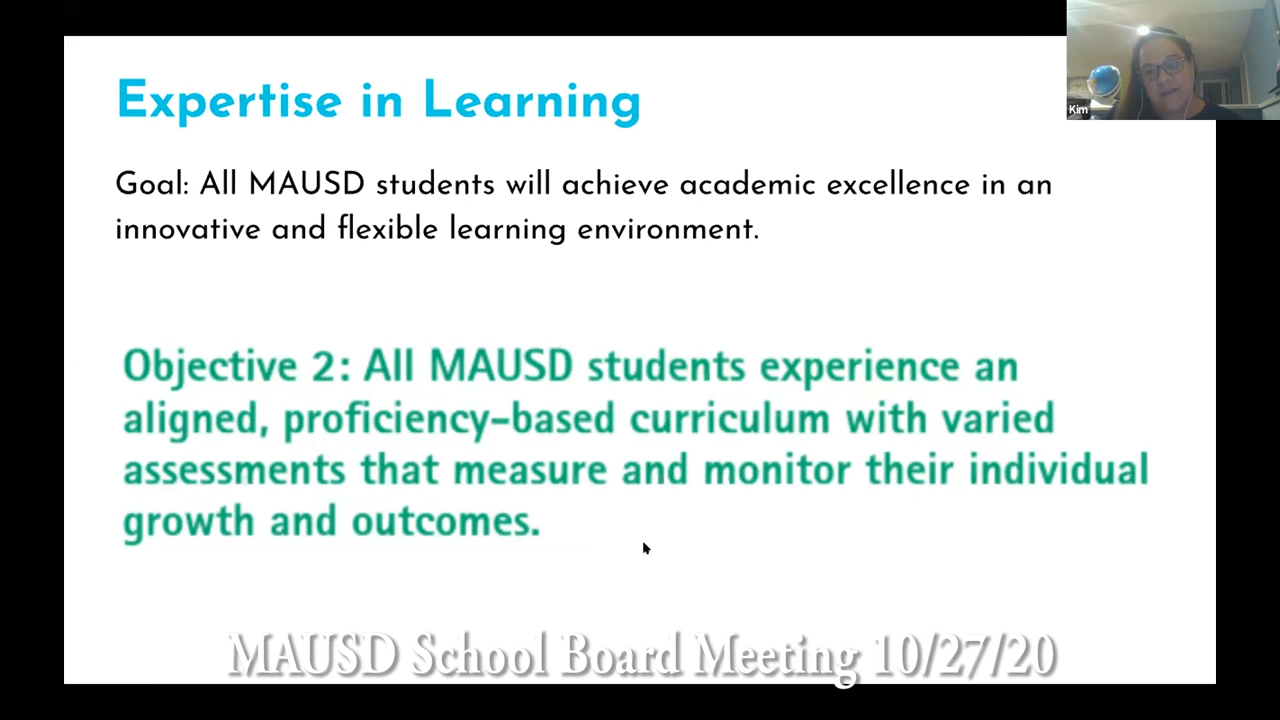 Expertise in Learning
Kim
Goal: All MAUSD students will achieve academic excellence in an
innovative and flexible learning environment.
Objective 2: All MAUSD students experience an
aligned, proficiency-based curriculum with varied
assessments that measure and monitor their individual
growth and outcomes.
MAUSD School Board Meeting 10/27/20